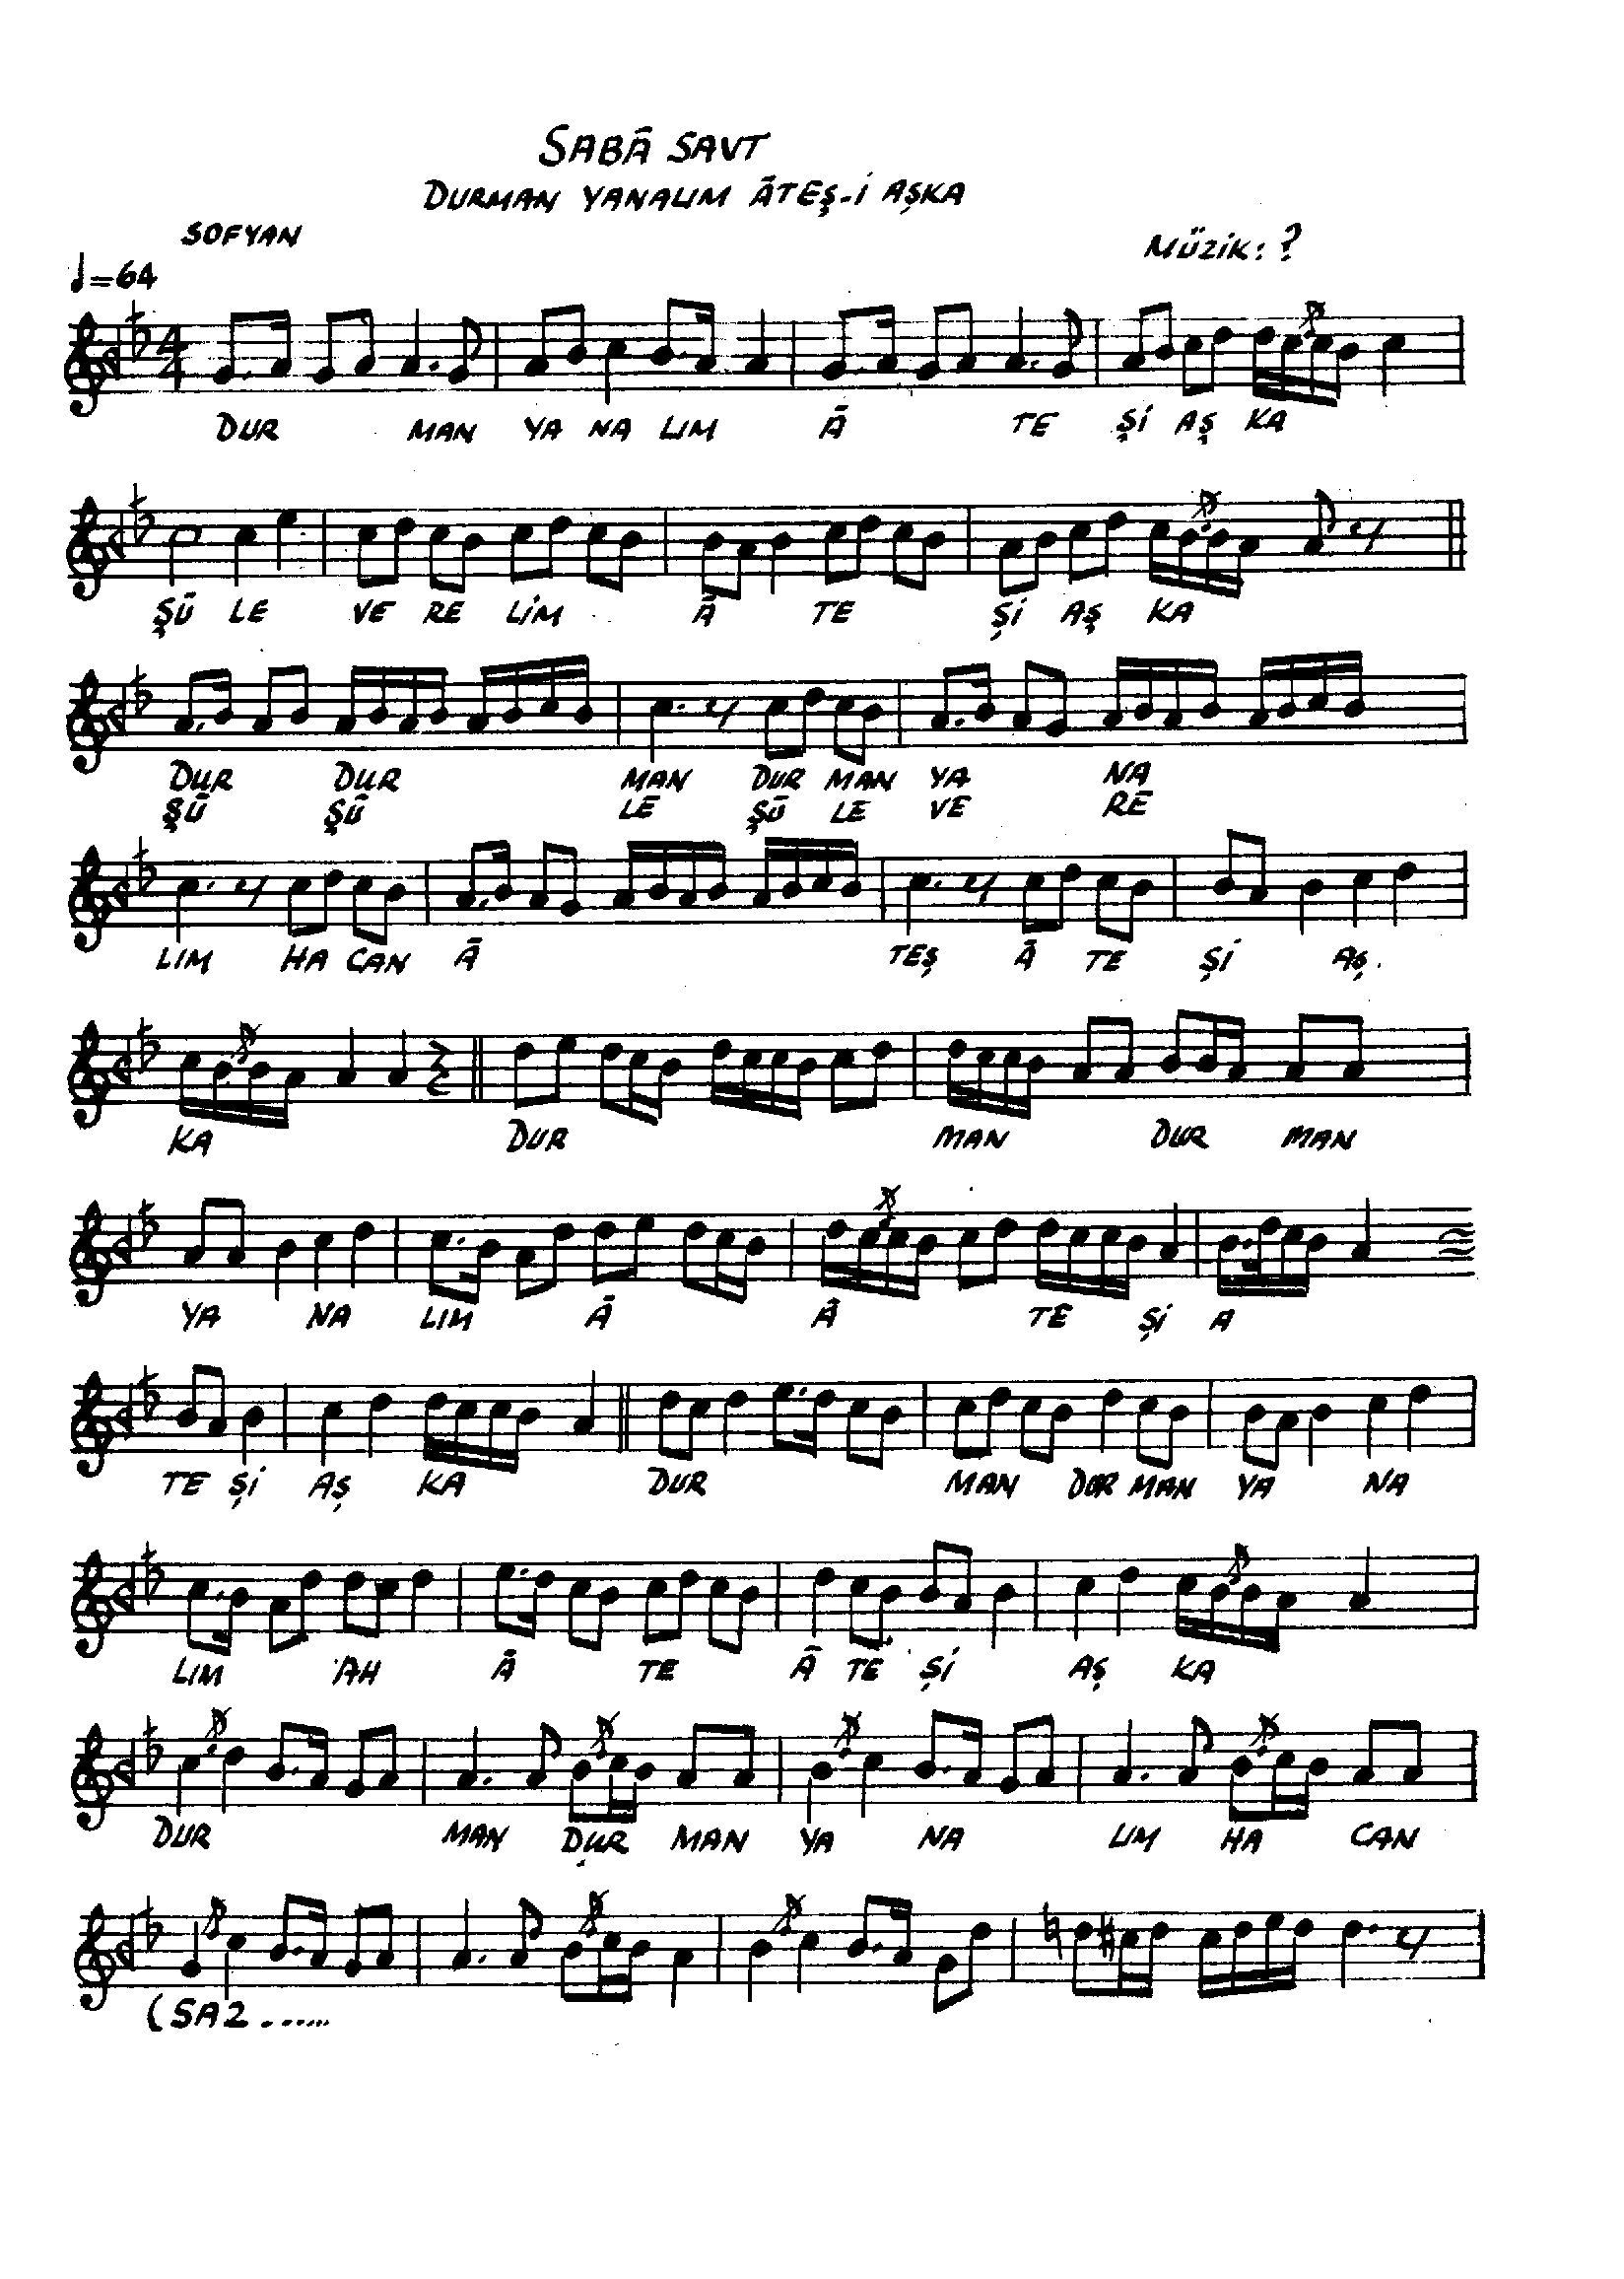 SABÂ SAVT
DURMAN YANALIM ÂTEŞ-İ AŞKA
SOFYAN
MÜZİK: ?
♩=64
4/4
DUR MAN YA NA LIM Â TE Şİ AŞ KA
ŞÛ LE VE RE LİM Â TE Şİ AŞ KA
DUR DUR MAN DUR MAN YA NA
ŞÛ ŞÛ LE ŞÛ LE VE RE
LIM HA CAN Â TEŞ Â TE Şİ AŞ
KA DUR MAN DUR MAN
YA NA LIM Â Â TE Şİ A
TE Şİ AŞ KA DUR MAN DUR MAN YA NA
LIM AH Â TE Â TE Şİ AŞ KA
DUR MAN DUR MAN YA NA LIM HA CAN
(SAZ ......